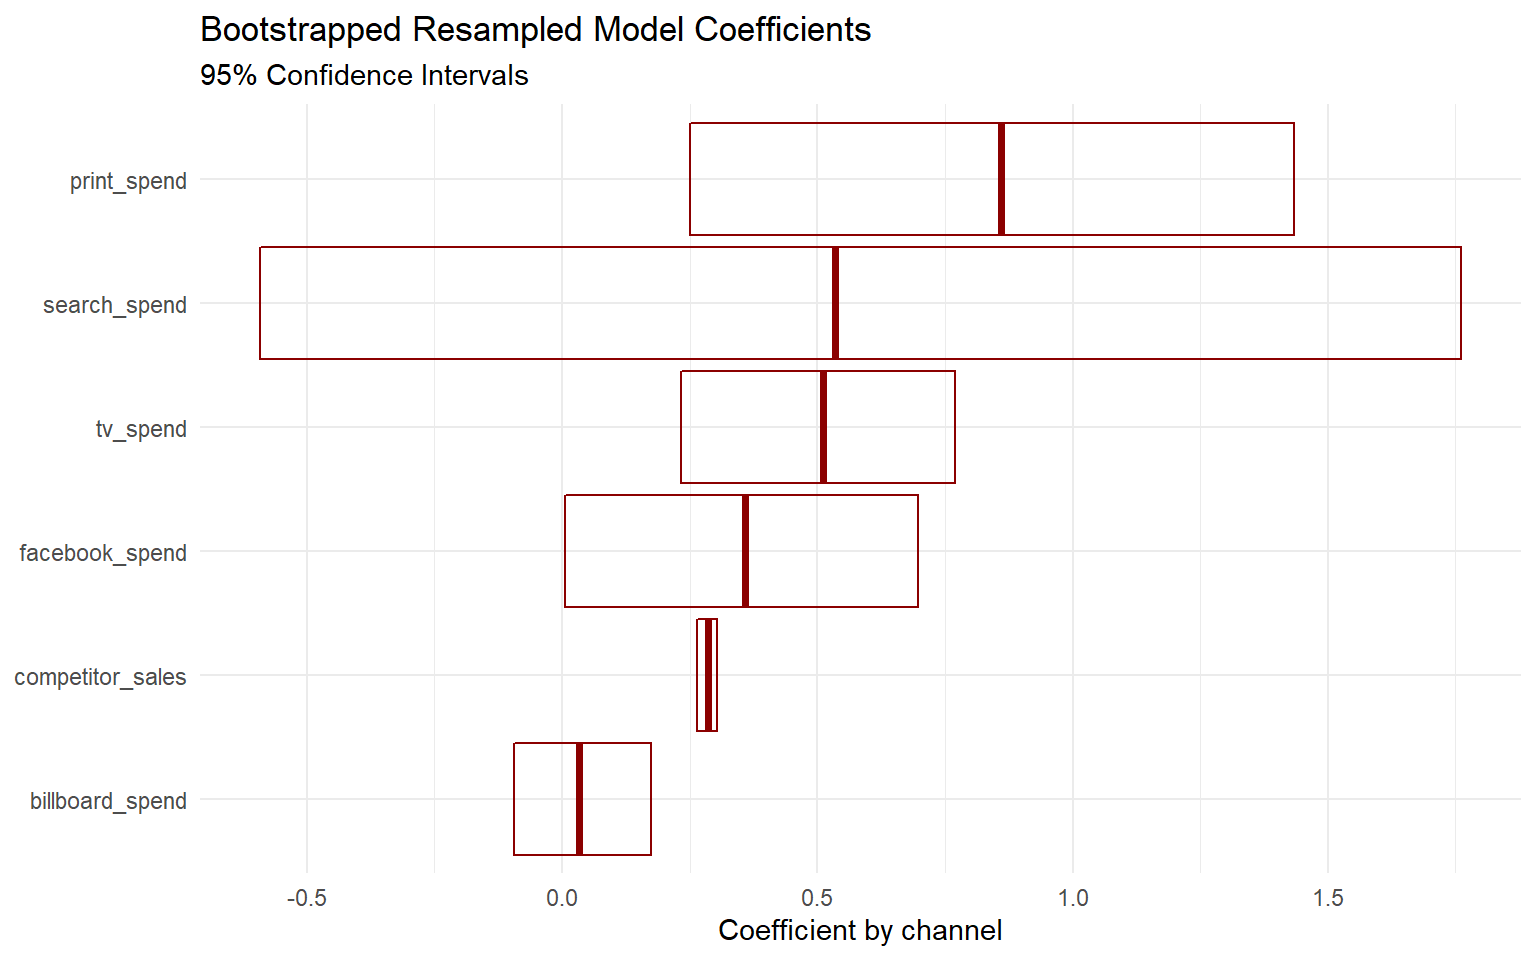 Bootstrapped Resampled Model Coefficients
95% Confidence Intervals
print_spend
search_spend
tv_spend
facebook_spend
competitor_sales
billboard_spend
-0.5 0.0 0.5 1.0 1.5
Coefficient by channel